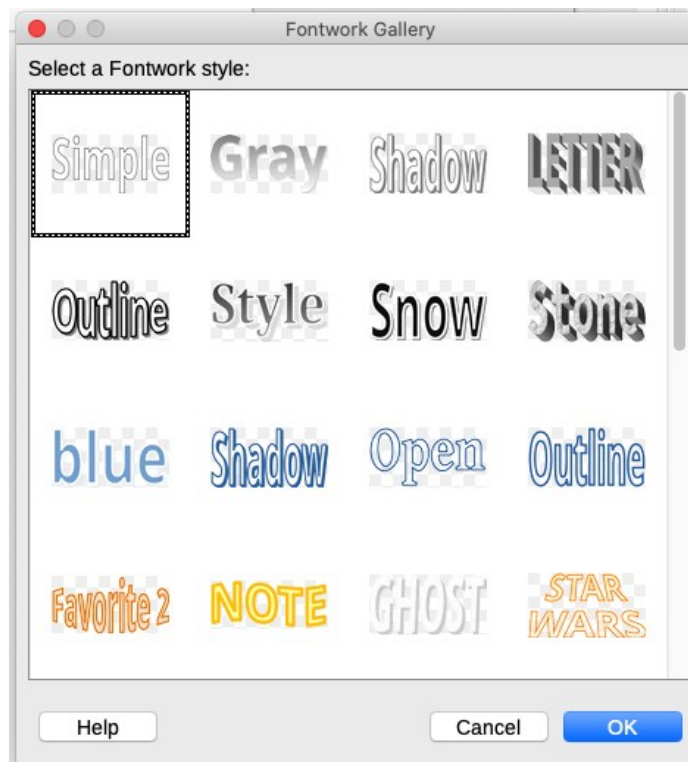 Fontwork Gallery
Select a Fontwork style:
Simple Gray Shadow LETTER
Outline Style Snow Stone
blue Shadow Open Outline
Favorite 2 NOTE GHOST STAR WARS
Help Cancel OK